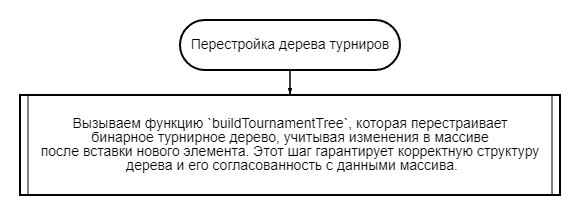 Перестройка дерева турниров
Вызываем функцию `buildTournamentTree`, которая перестраивает
бинарное турнирное дерево, учитывая изменения в массиве
после вставки нового элемента. Этот шаг гарантирует корректную структуру
дерева и его согласованность с данными массива.